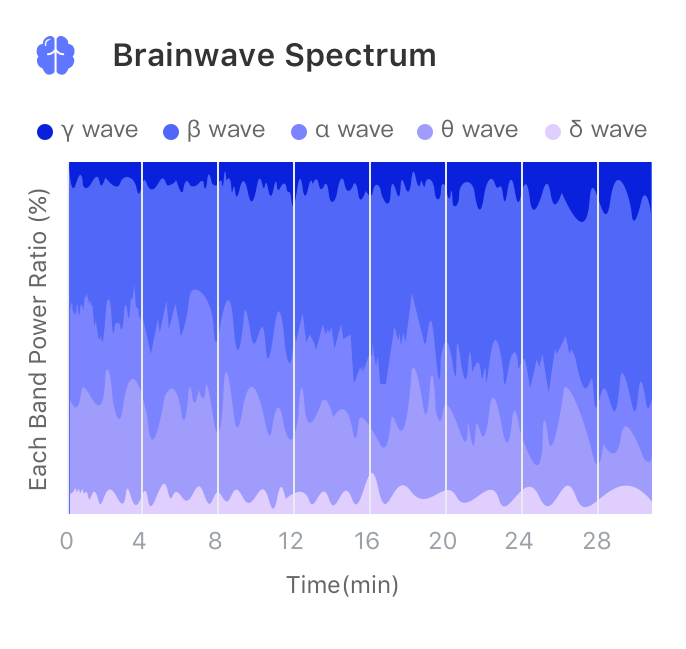 Brainwave Spectrum
γ wave β wave α wave θ wave δ wave
Each Band Power Ratio (%)
0 4 8 12 16 20 24 28
Time(min)